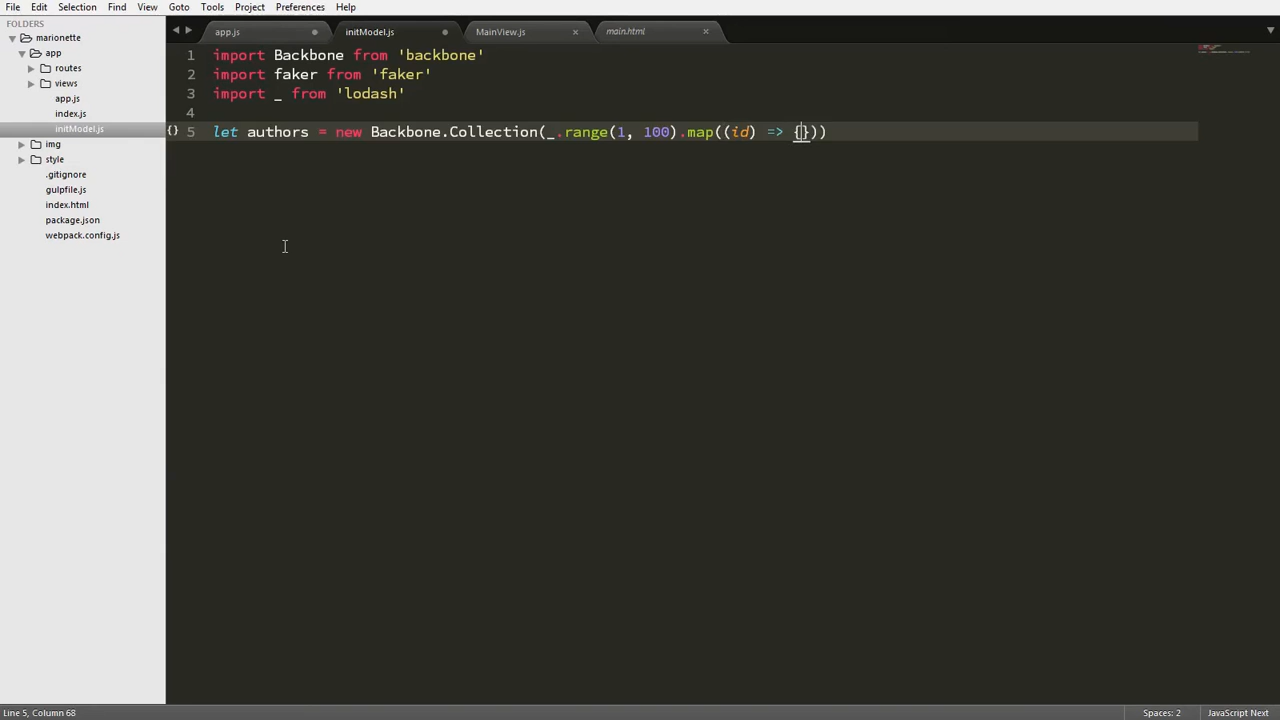 File Edit Selection Find View Goto Tools Project Preferences Help
FOLDERS
marionette
app
routes
views
app.js
index.js
initModel.js
img
style
.gitignore
gulpfile.js
index.html
package.json
webpack.config.js
app.js initModel.js MainView.js main.html
1 import Backbone from 'backbone'
2 import faker from 'faker'
3 import _ from 'lodash'
4
{} 5 let authors = new Backbone.Collection(_.range(1, 100).map((id) => {}))
Line 5, Column 68 Spaces: 2 JavaScript Next